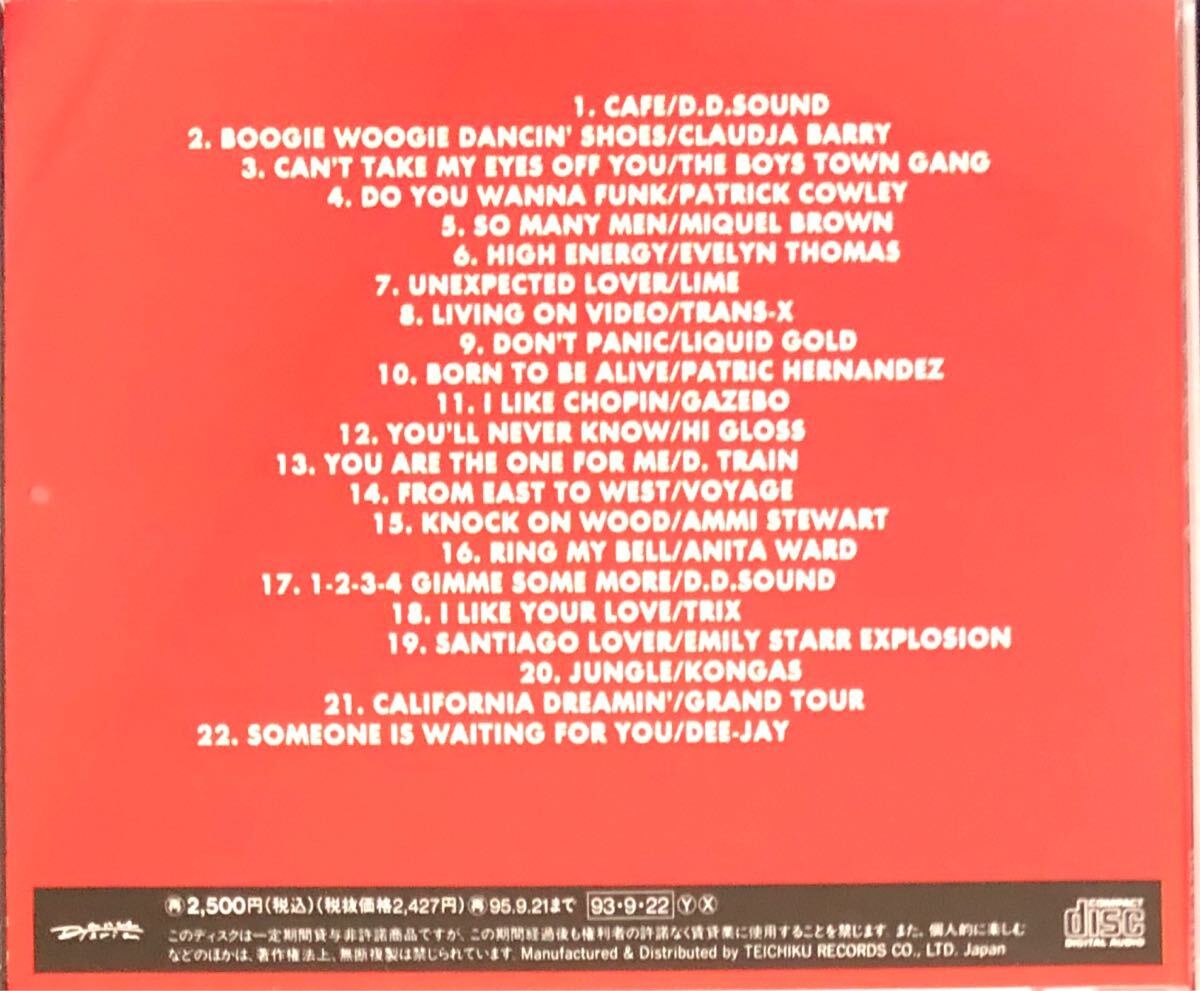 1. CAFE/D.D.SOUND
2. BOOGIE WOOGIE DANCIN' SHOES/CLAUDJA BARRY
3. CAN'T TAKE MY EYES OFF YOU/THE BOYS TOWN GANG
4. DO YOU WANNA FUNK/PATRICK COWLEY
5. SO MANY MEN/MIQUEL BROWN
6. HIGH ENERGY/EVELYN THOMAS
7. UNEXPECTED LOVER/LIME
8. LIVING ON VIDEO/TRANS-X
9. DON'T PANIC/LIQUID GOLD
10. BORN TO BE ALIVE/PATRIC HERNANDEZ
11. I LIKE CHOPIN/GAZEBO
12. YOU'LL NEVER KNOW/HI GLOSS
13. YOU ARE THE ONE FOR ME/D. TRAIN
14. FROM EAST TO WEST/VOYAGE
15. KNOCK ON WOOD/AMMI STEWART
16. RING MY BELL/ANITA WARD
17. 1-2-3-4 GIMME SOME MORE/D.D.SOUND
18. I LIKE YOUR LOVE/TRIX
19. SANTIAGO LOVER/EMILY STARR EXPLOSION
20. JUNGLE/KONGAS
21. CALIFORNIA DREAMIN'/GRAND TOUR
22. SOMEONE IS WAITING FOR YOU/DEE-JAY
㊢2,500円(税込)(税抜価格2,427円)㊢95.9.21まで 93・9・22 ⓎⓍ
このディスクは一定期間貸与非許諾商品ですが、この期間経過後も権利者の許諾なく賃貸業に使用することを禁じます。また、個人的に楽しむ
などのほかは、著作権法上、無断複製は禁じられています。Manufactured & Distributed by TEICHIKU RECORDS CO., LTD. Japan
COMPACT
disc
DIGITAL AUDIO